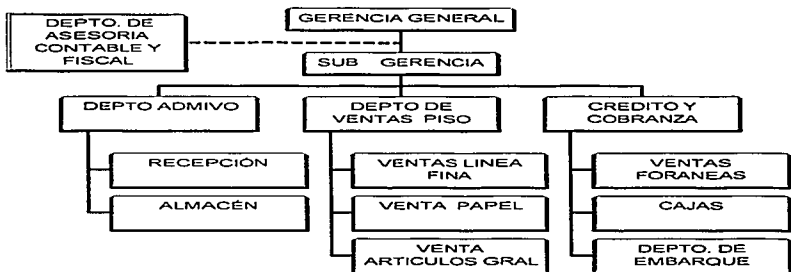 DEPTO. DE
ASESORIA
CONTABLE Y
FISCAL
GERENCIA GENERAL
SUB GERENCIA
DEPTO ADMIVO
RECEPCIÓN
ALMACÉN
DEPTO DE
VENTAS PISO
VENTAS LINEA
FINA
VENTA PAPEL
VENTA
ARTICULOS GRAL
CREDITO Y
COBRANZA
VENTAS
FORANEAS
CAJAS
DEPTO. DE
EMBARQUE